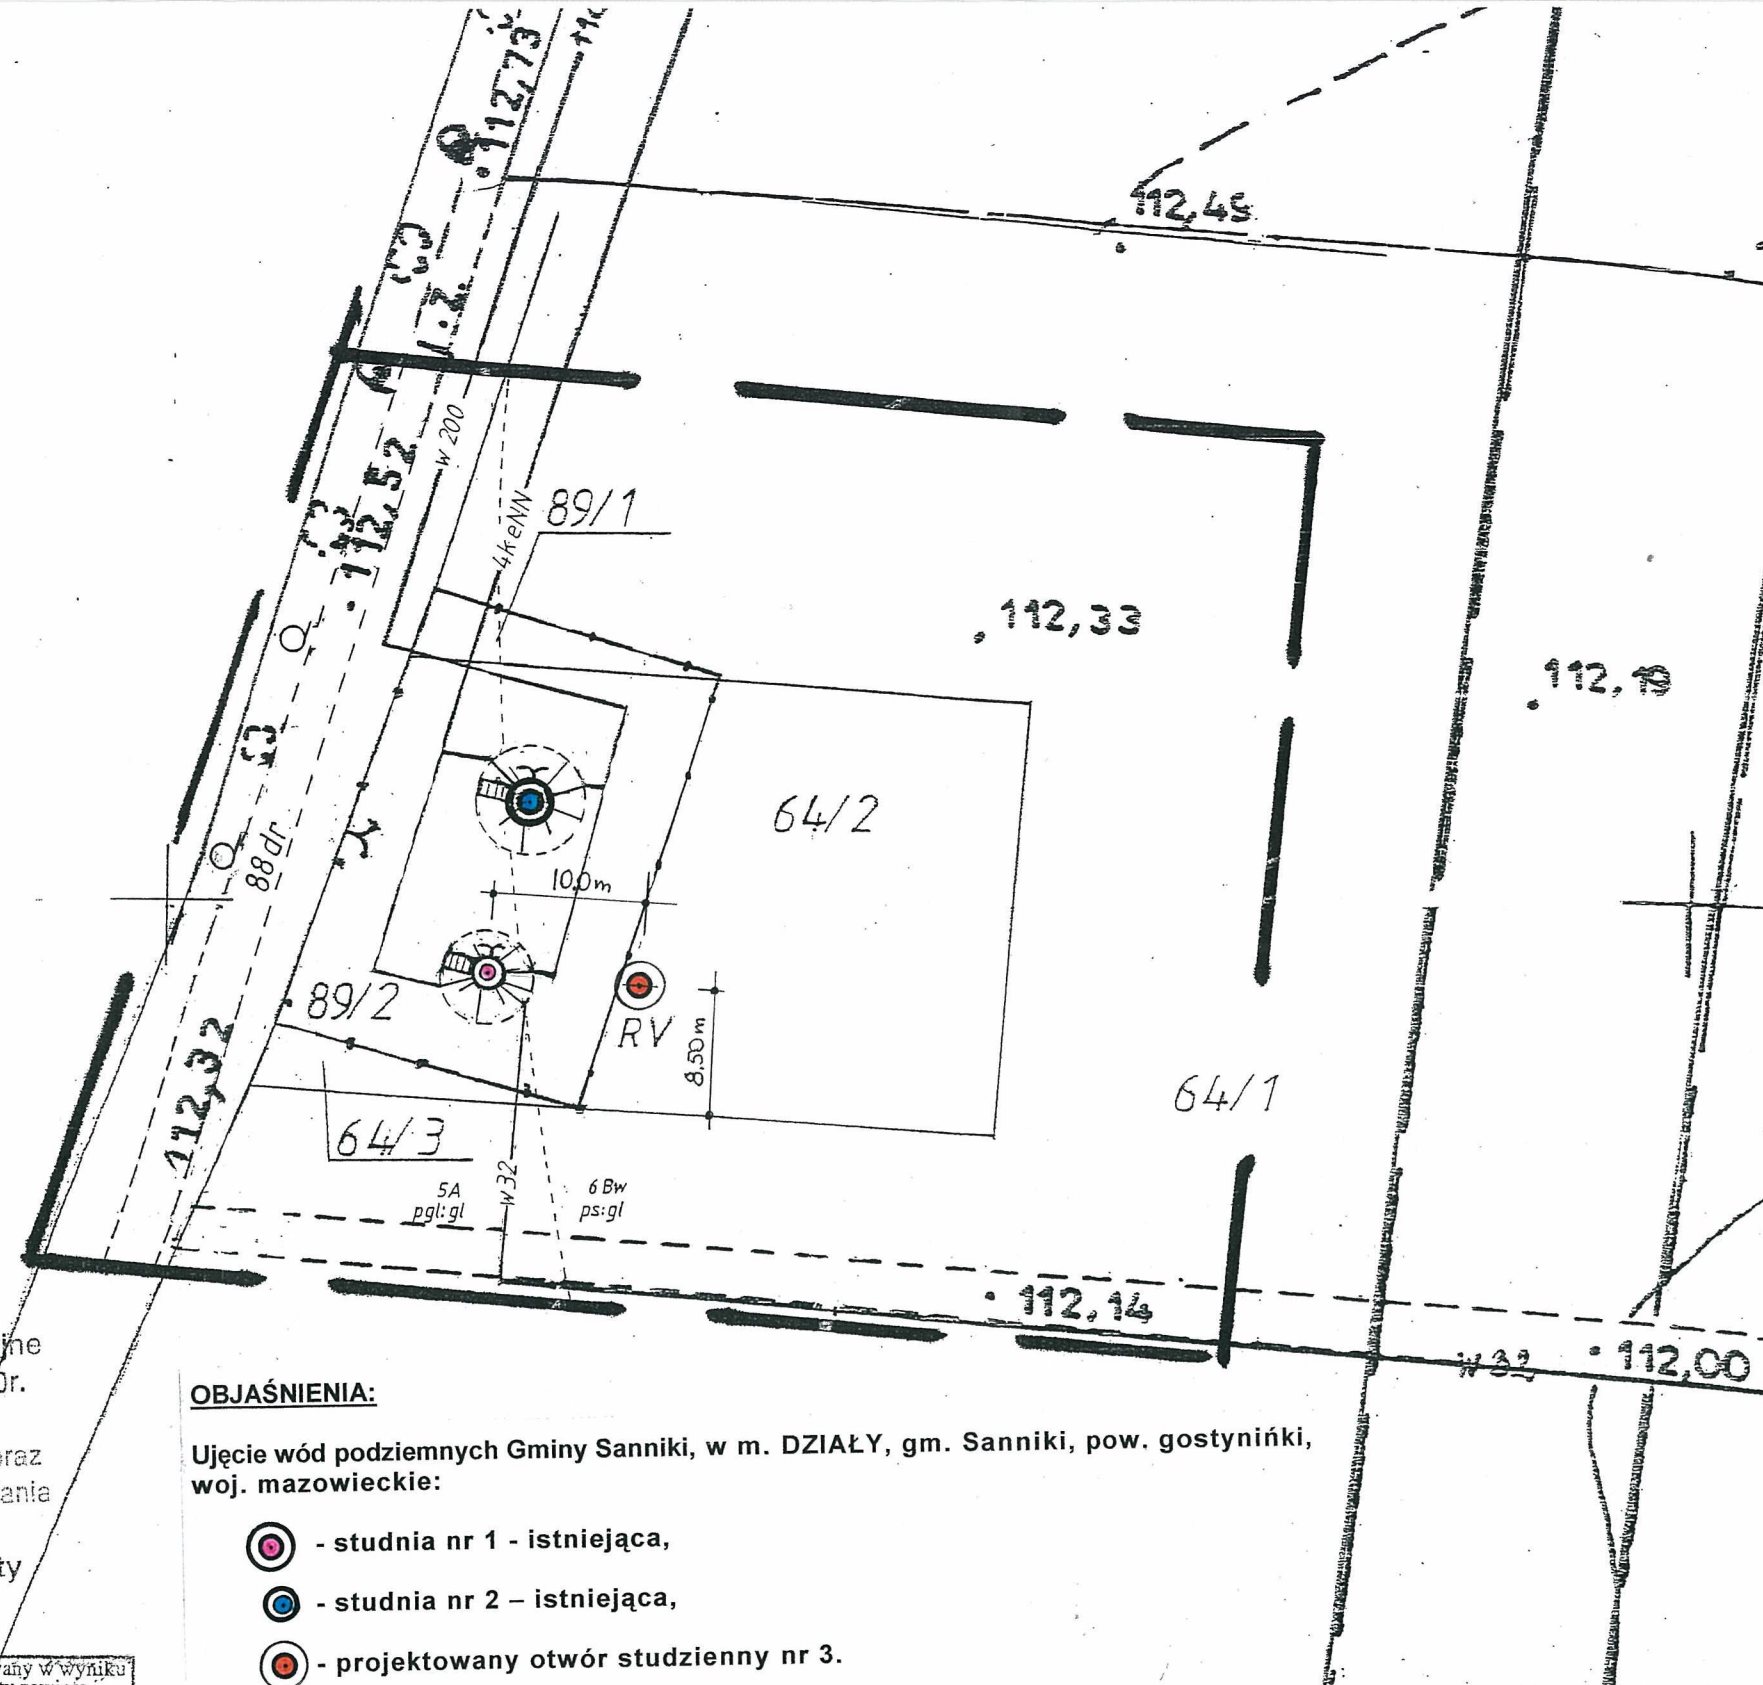 112,73
112,45
w 200
112,52
89/1
4keNN
112,33
112,19
64/2
88 dr
10,0m
89/2
RV
8,50m
112,32
64/1
64/3
w32
5A
pgl:gl
6 Bw
ps:gl
112,14
w32
112,00
OBJAŚNIENIA:
Ujęcie wód podziemnych Gminy Sanniki, w m. DZIAŁY, gm. Sanniki, pow. gostyniński,
woj. mazowieckie:
- studnia nr 1 - istniejąca,
- studnia nr 2 – istniejąca,
- projektowany otwór studzienny nr 3.
w wyniku